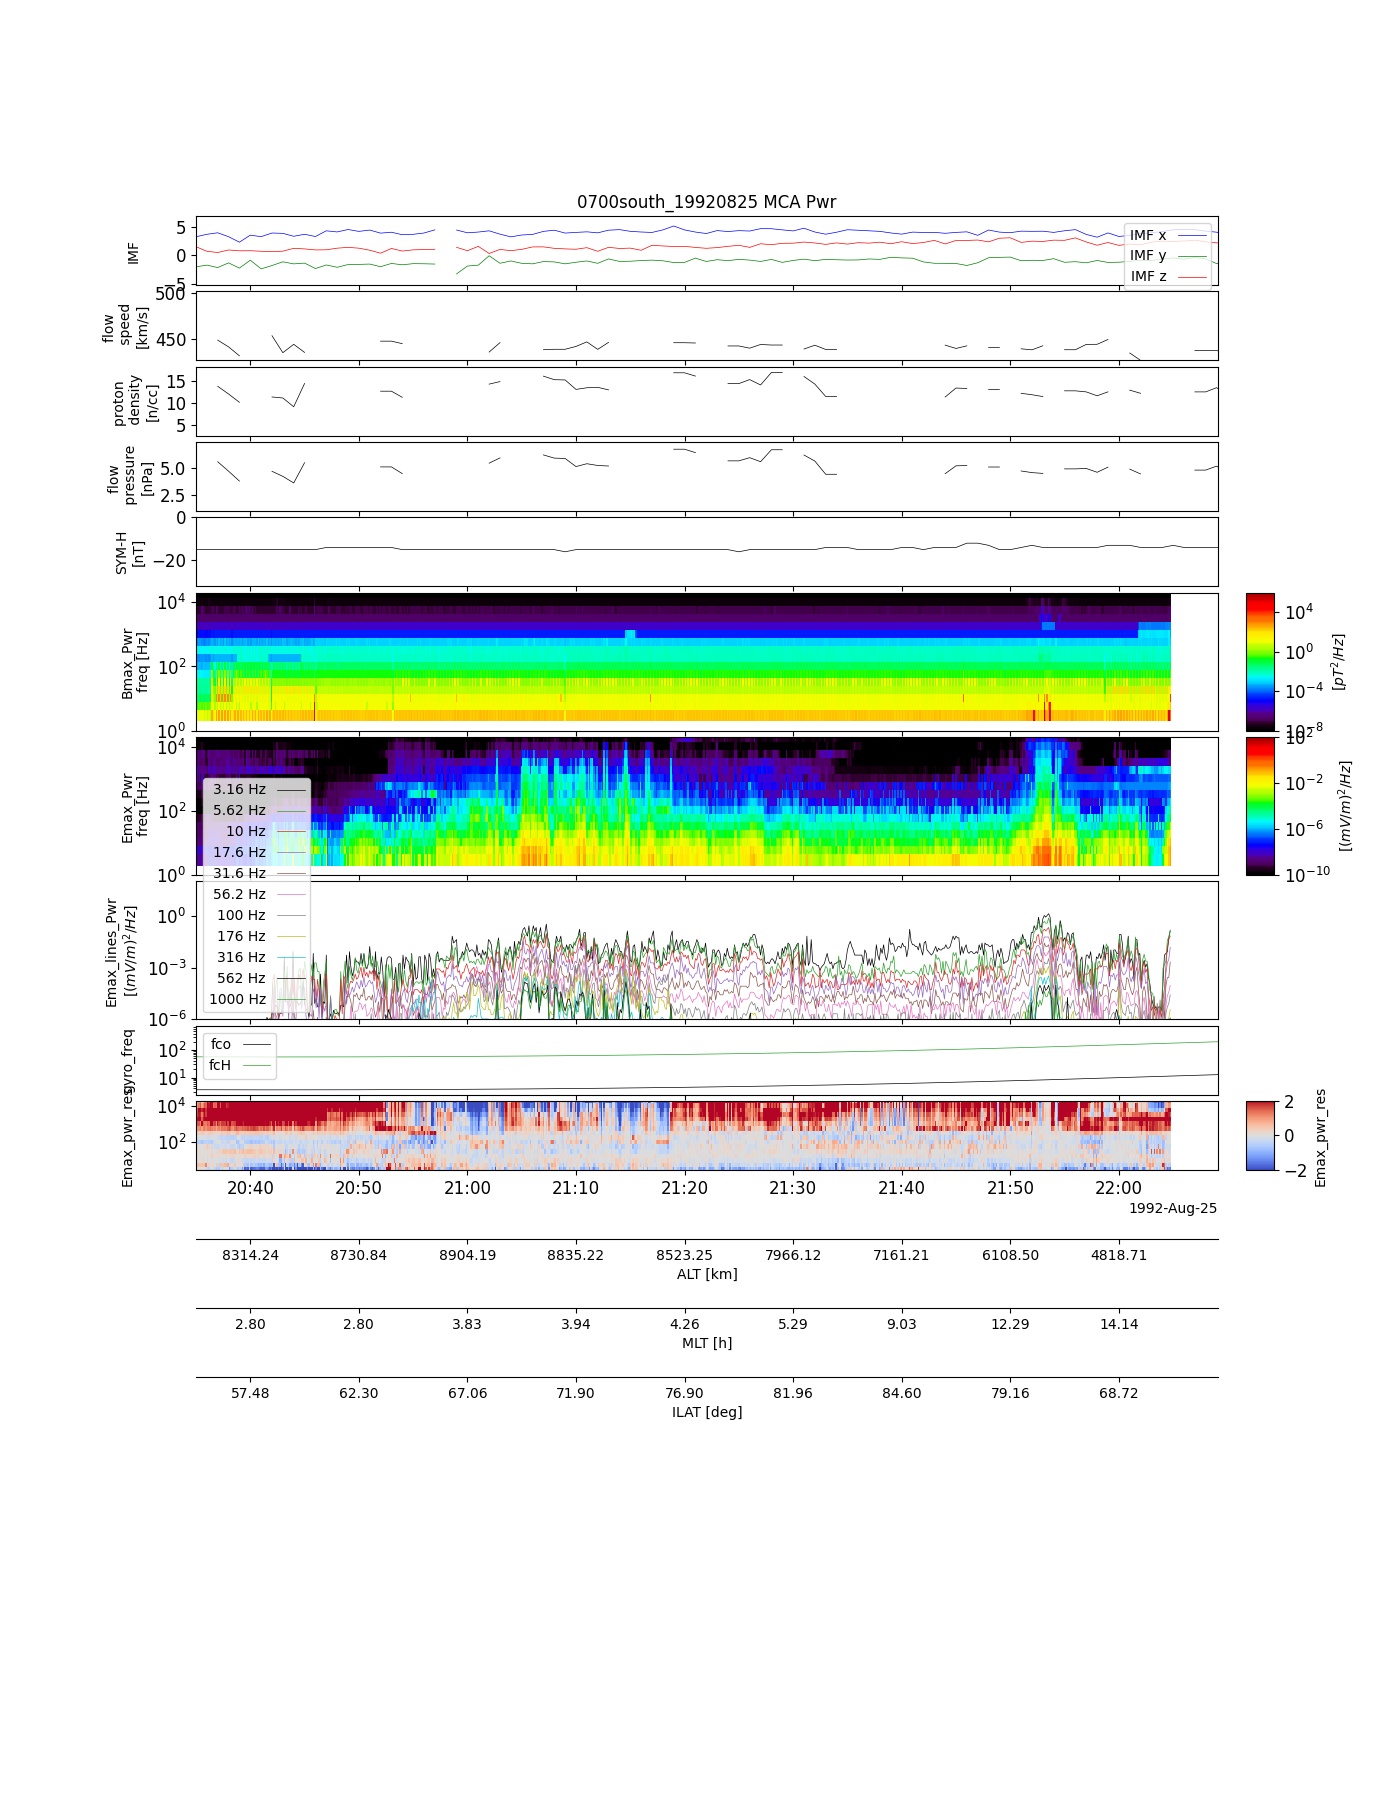 0700south_19920825 MCA Pwr
5
0
−5
IMF
IMF x
IMF y
IMF z
500
450
flow
speed
[km/s]
15
10
5
proton
density
[n/cc]
5.0
2.5
flow
pressure
[nPa]
0
−20
SYM-H
[nT]
10^4
10^2
10^0
Bmax_Pwr
freq [Hz]
10^4
10^0
10^−4
10^−8
[pT^2/Hz]
10^4
10^2
10^0
Emax_Pwr
freq [Hz]
10^2
10^−2
10^−6
10^−10
[(mV/m)^2/Hz]
3.16 Hz
5.62 Hz
10 Hz
17.6 Hz
31.6 Hz
56.2 Hz
100 Hz
176 Hz
316 Hz
562 Hz
1000 Hz
10^0
10^−3
10^−6
Emax_lines_Pwr
[(mV/m)^2/Hz]
10^2
10^1
gyro_freq
fco
fcH
10^4
10^2
Emax_pwr_res
2
0
−2
Emax_pwr_res
20:40 20:50 21:00 21:10 21:20 21:30 21:40 21:50 22:00
1992-Aug-25
8314.24 8730.84 8904.19 8835.22 8523.25 7966.12 7161.21 6108.50 4818.71
ALT [km]
2.80 2.80 3.83 3.94 4.26 5.29 9.03 12.29 14.14
MLT [h]
57.48 62.30 67.06 71.90 76.90 81.96 84.60 79.16 68.72
ILAT [deg]